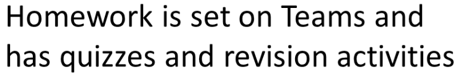 Homework is set on Teams and
has quizzes and revision activities